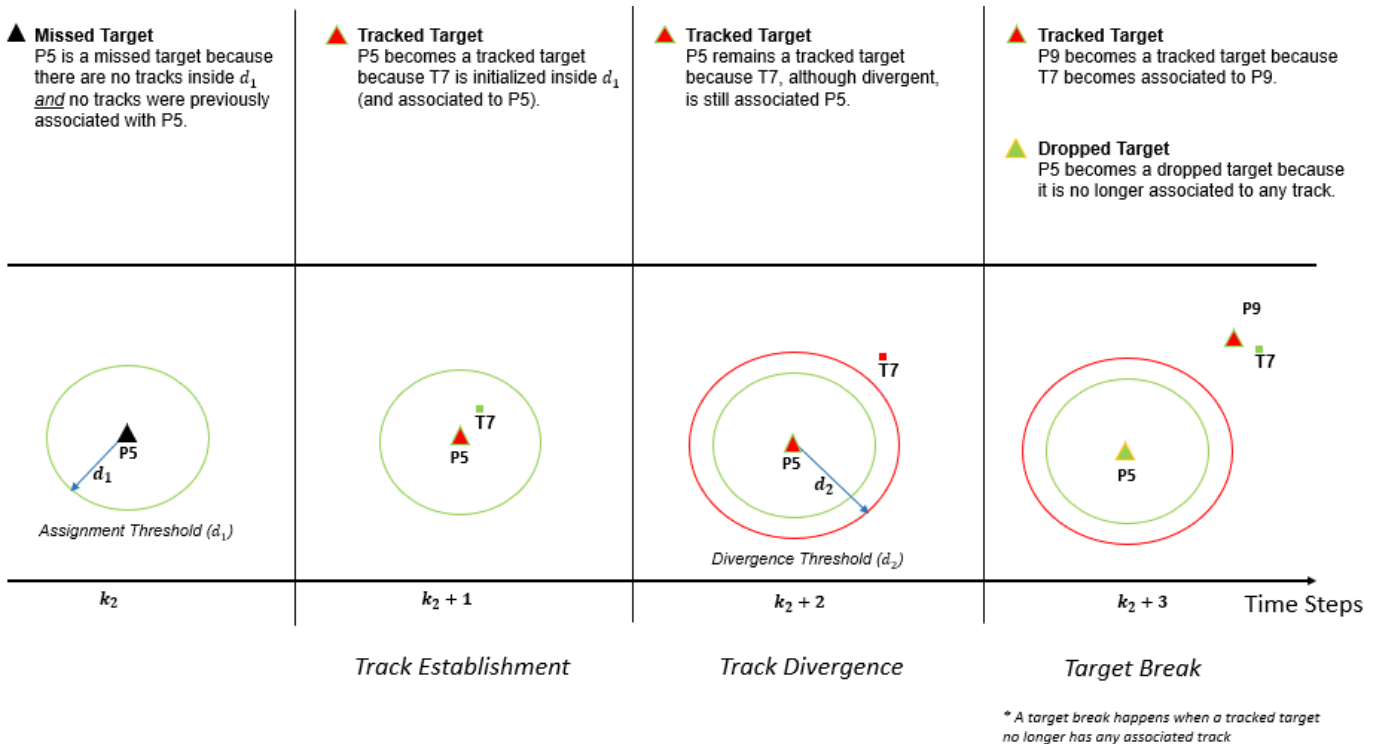 Missed Target
P5 is a missed target because
there are no tracks inside d₁
and no tracks were previously
associated with P5.
Tracked Target
P5 becomes a tracked target
because T7 is initialized inside d₁
(and associated to P5).
Tracked Target
P5 remains a tracked target
because T7, although divergent,
is still associated P5.
Tracked Target
P9 becomes a tracked target because
T7 becomes associated to P9.
Dropped Target
P5 becomes a dropped target because
it is no longer associated to any track.
P5
d₁
Assignment Threshold (d₁)
T7
P5
T7
P5
d₂
Divergence Threshold (d₂)
P9
T7
P5
k₂
k₂ + 1
k₂ + 2
k₂ + 3
Time Steps
Track Establishment
Track Divergence
Target Break
* A target break happens when a tracked target
no longer has any associated track